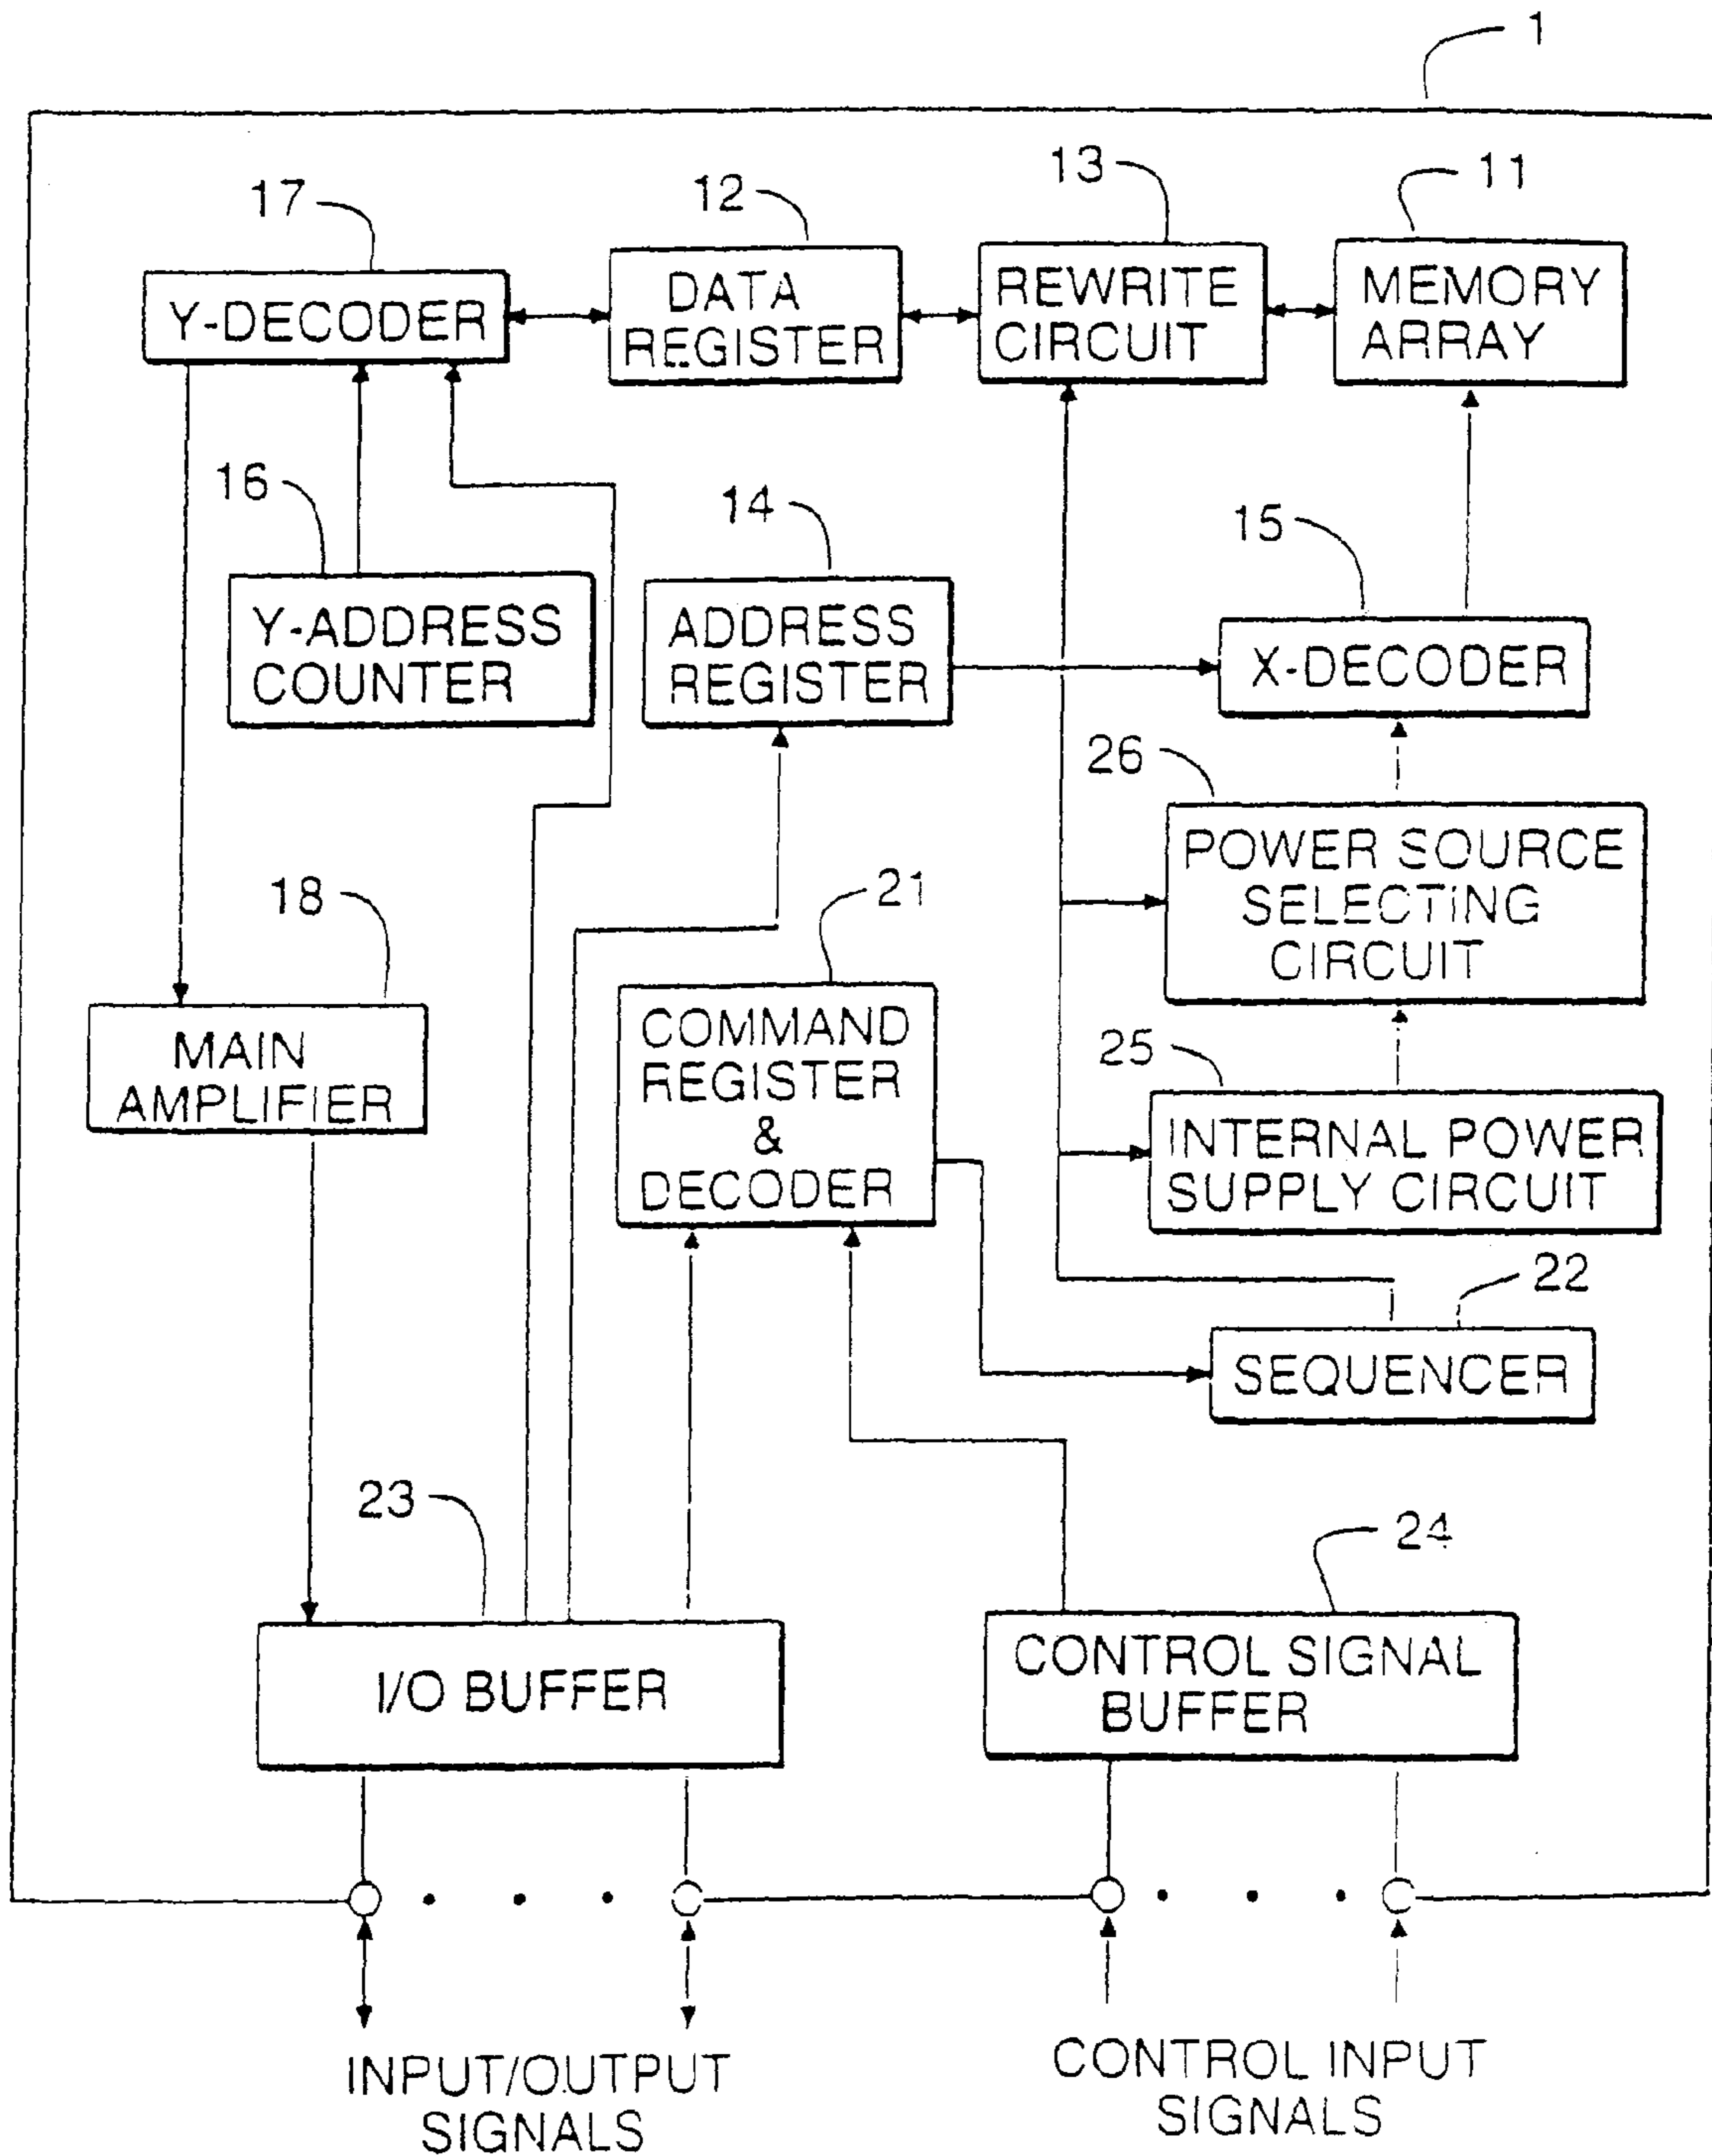 1
17
12
13
11
Y-DECODER
DATA
REGISTER
REWRITE
CIRCUIT
MEMORY
ARRAY
16
14
15
Y-ADDRESS
COUNTER
ADDRESS
REGISTER
X-DECODER
26
POWER SOURCE
SELECTING
CIRCUIT
18
21
MAIN
AMPLIFIER
COMMAND
REGISTER
&
DECODER
25
INTERNAL POWER
SUPPLY CIRCUIT
22
SEQUENCER
23
24
I/O BUFFER
CONTROL SIGNAL
BUFFER
INPUT/OUTPUT
SIGNALS
CONTROL INPUT
SIGNALS